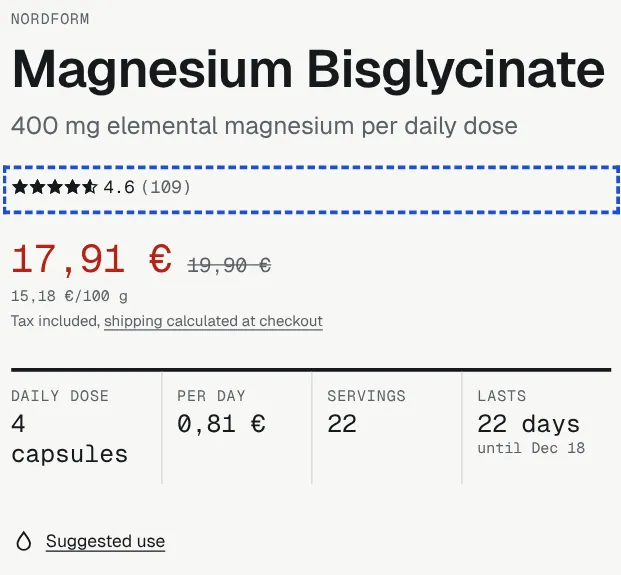 NORDFORM
Magnesium Bisglycinate
400 mg elemental magnesium per daily dose
4.6 (109)
17,91 € 19,90 €
15,18 €/100 g
Tax included, shipping calculated at checkout
DAILY DOSE
4
capsules
PER DAY
0,81 €
SERVINGS
22
LASTS
22 days
until Dec 18
Suggested use